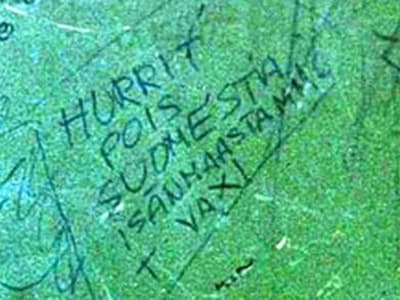 HURRIT
POIS
SUOMESTA
ISÄNMAASTAMME
T. VAXI